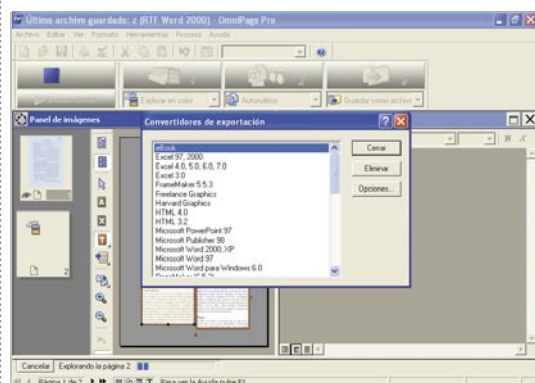 Último archivo guardado: z (RTF Word 2000) - OmniPage Pro
Archivo Editar Ver Formato Herramientas Proceso Ayuda
1 2 3
Explorar en color
Automático
Guardar como archivo
Panel de imágenes
Convertidores de exportación
eBook
Excel 97, 2000
Excel 4.0, 5.0, 6.0, 7.0
Excel 3.0
FrameMaker 5.5.3
Freelance Graphics
Harvard Graphics
HTML 4.0
HTML 3.2
Microsoft PowerPoint 97
Microsoft Publisher 98
Microsoft Word 2000, XP
Microsoft Word 97
Microsoft Word para Windows 6.0
Cerrar
Eliminar
Opciones...
N
1
2
Cancelar Explorando la página 2
Página 1 de 2
Para ver la Ayuda pulse F1